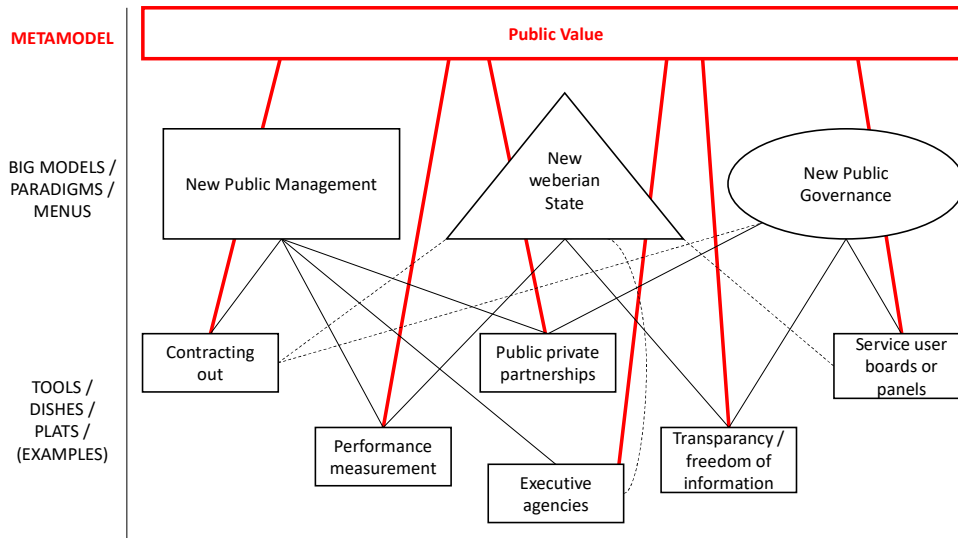 METAMODEL
Public Value
BIG MODELS /
PARADIGMS /
MENUS
New Public Management
New
weberian
State
New Public
Governance
TOOLS /
DISHES /
PLATS /
(EXAMPLES)
Contracting
out
Public private
partnerships
Service user
boards or
panels
Performance
measurement
Executive
agencies
Transparancy /
freedom of
information